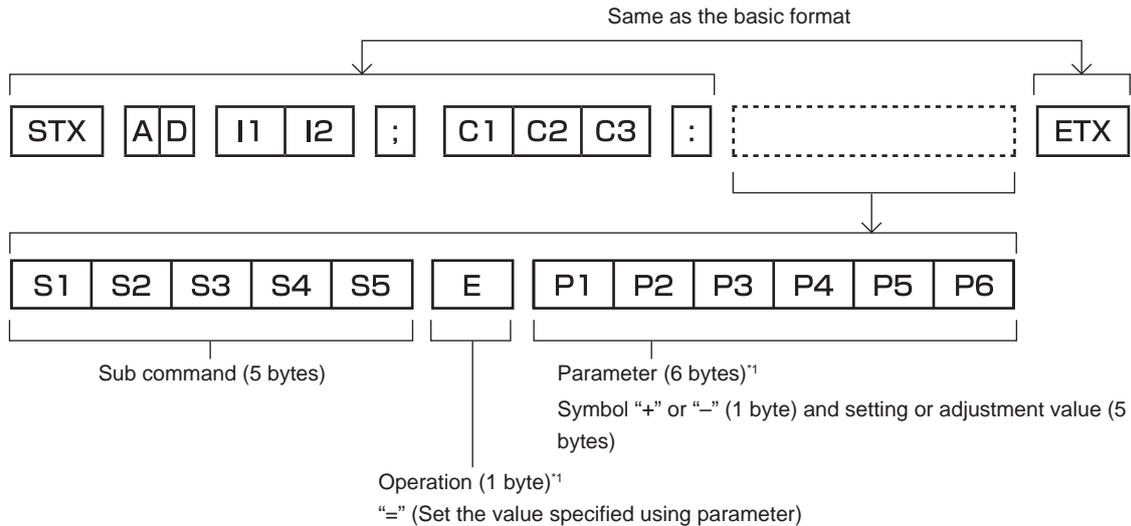 Same as the basic format
STX AD I1 I2 ; C1 C2 C3 : ETX
S1 S2 S3 S4 S5 E P1 P2 P3 P4 P5 P6
Sub command (5 bytes)
Parameter (6 bytes)*1
Symbol “+” or “–” (1 byte) and setting or adjustment value (5
bytes)
Operation (1 byte)*1
“=” (Set the value specified using parameter)